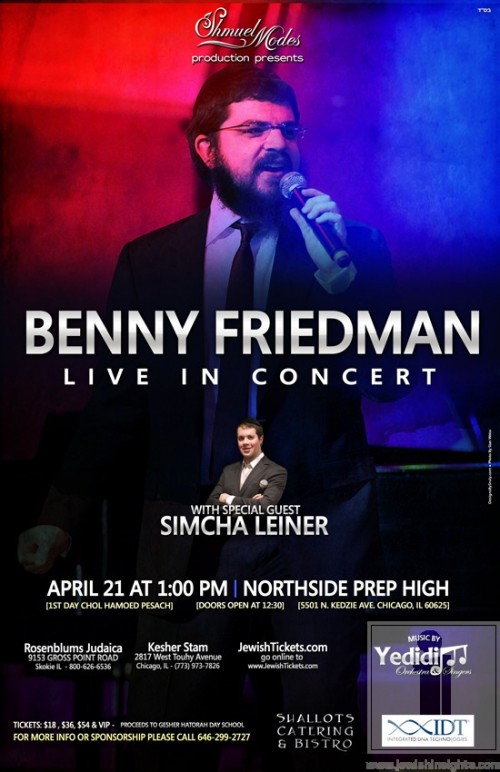 בס"ד
Shmuel Modes
production presents
BENNY FRIEDMAN
LIVE IN CONCERT
WITH SPECIAL GUEST
SIMCHA LEINER
APRIL 21 AT 1:00 PM | NORTHSIDE PREP HIGH
[1ST DAY CHOL HAMOED PESACH] [DOORS OPEN AT 12:30] [5501 N. KEDZIE AVE. CHICAGO, IL 60625]
Rosenblums Judaica
9153 GROSS POINT ROAD
Skokie IL - 800-626-6536
Kesher Stam
2817 West Touhy Avenue
Chicago, IL - (773) 973-7826
JewishTickets.com
go online to
www.JewishTickets.com
MUSIC BY
Yedidim
Orchestra & Singers
TICKETS: $18 , $36, $54 & VIP - PROCEEDS TO GESHER HATORAH DAY SCHOOL
FOR MORE INFO OR SPONSORSHIP PLEASE CALL 646-299-2727
SHALLOTS
CATERING
& BISTRO
IDT
INTEGRATED DNA TECHNOLOGIES
www.jewishinsights.com